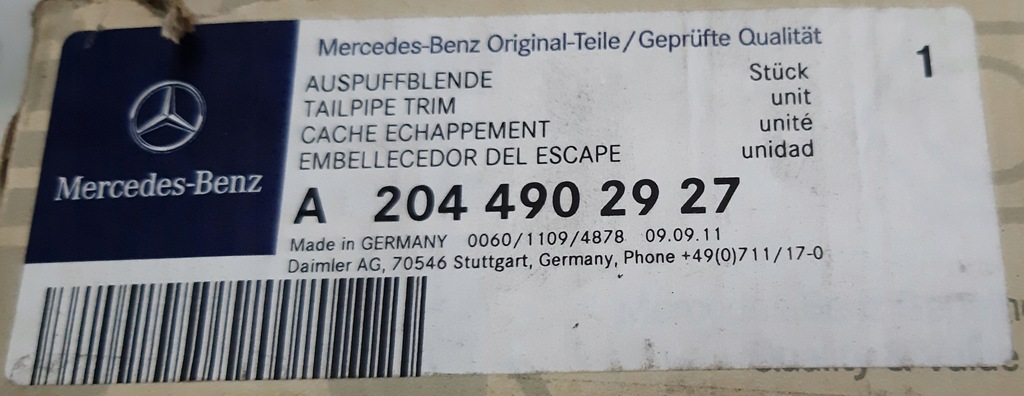 Mercedes-Benz Original-Teile/Geprüfte Qualität
1
AUSPUFFBLENDE Stück
TAILPIPE TRIM unit
CACHE ECHAPPEMENT unité
EMBELLECEDOR DEL ESCAPE unidad
Mercedes-Benz
A 204 490 29 27
Made in GERMANY 0060/1109/4878 09.09.11
Daimler AG, 70546 Stuttgart, Germany, Phone +49(0)711/17-0